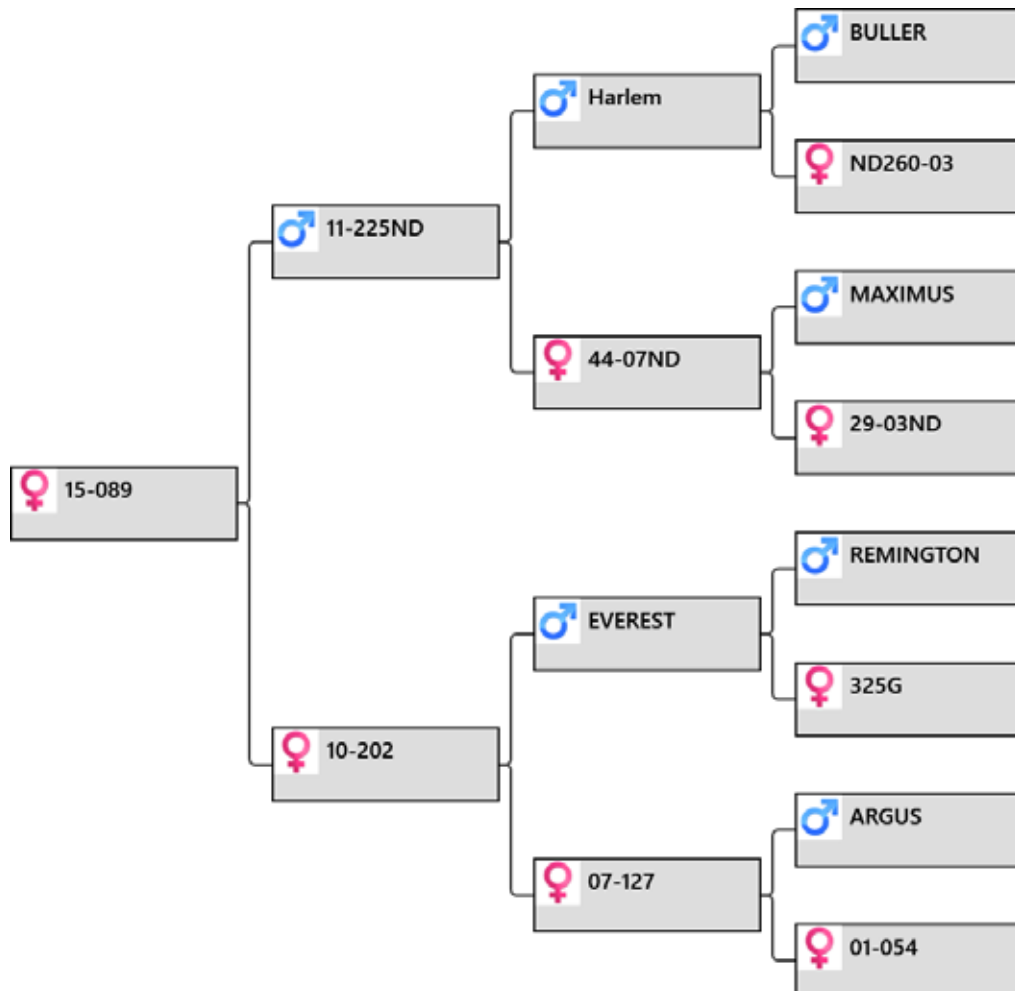 BULLER
Harlem
ND260-03
11-225ND
MAXIMUS
44-07ND
29-03ND
15-089
REMINGTON
EVEREST
325G
10-202
ARGUS
07-127
01-054